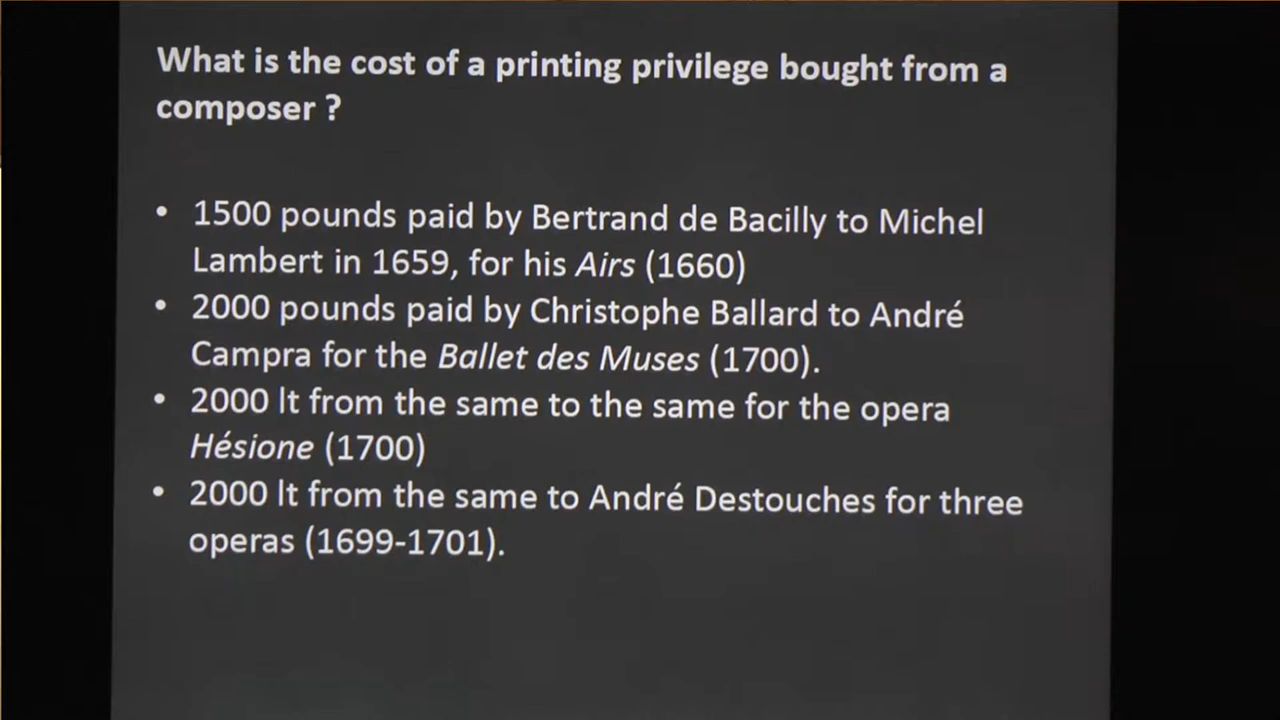 What is the cost of a printing privilege bought from a
composer ?
• 1500 pounds paid by Bertrand de Bacilly to Michel
Lambert in 1659, for his Airs (1660)
• 2000 pounds paid by Christophe Ballard to André
Campra for the Ballet des Muses (1700).
• 2000 lt from the same to the same for the opera
Hésione (1700)
• 2000 lt from the same to André Destouches for three
operas (1699-1701).